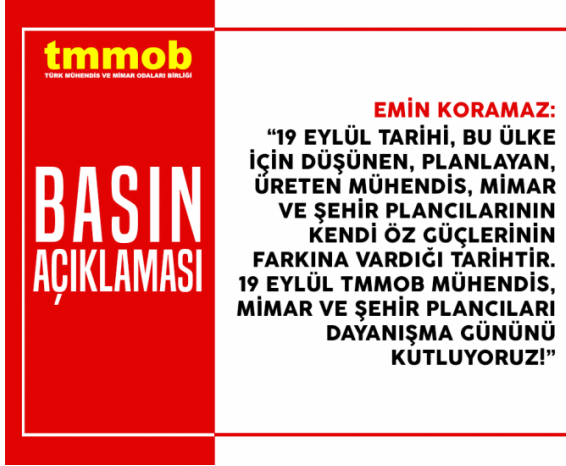 tmmob
TÜRK MÜHENDİS VE MİMAR ODALARI BİRLİĞİ
BASIN
AÇIKLAMASI
EMİN KORAMAZ:
“19 EYLÜL TARİHİ, BU ÜLKE
İÇİN DÜŞÜNEN, PLANLAYAN,
ÜRETEN MÜHENDİS, MİMAR
VE ŞEHİR PLANCILARININ
KENDİ ÖZ GÜÇLERİNİN
FARKINA VARDIĞI TARİHTİR.
19 EYLÜL TMMOB MÜHENDİS,
MİMAR VE ŞEHİR PLANCILARI
DAYANIŞMA GÜNÜNÜ
KUTLUYORUZ!”